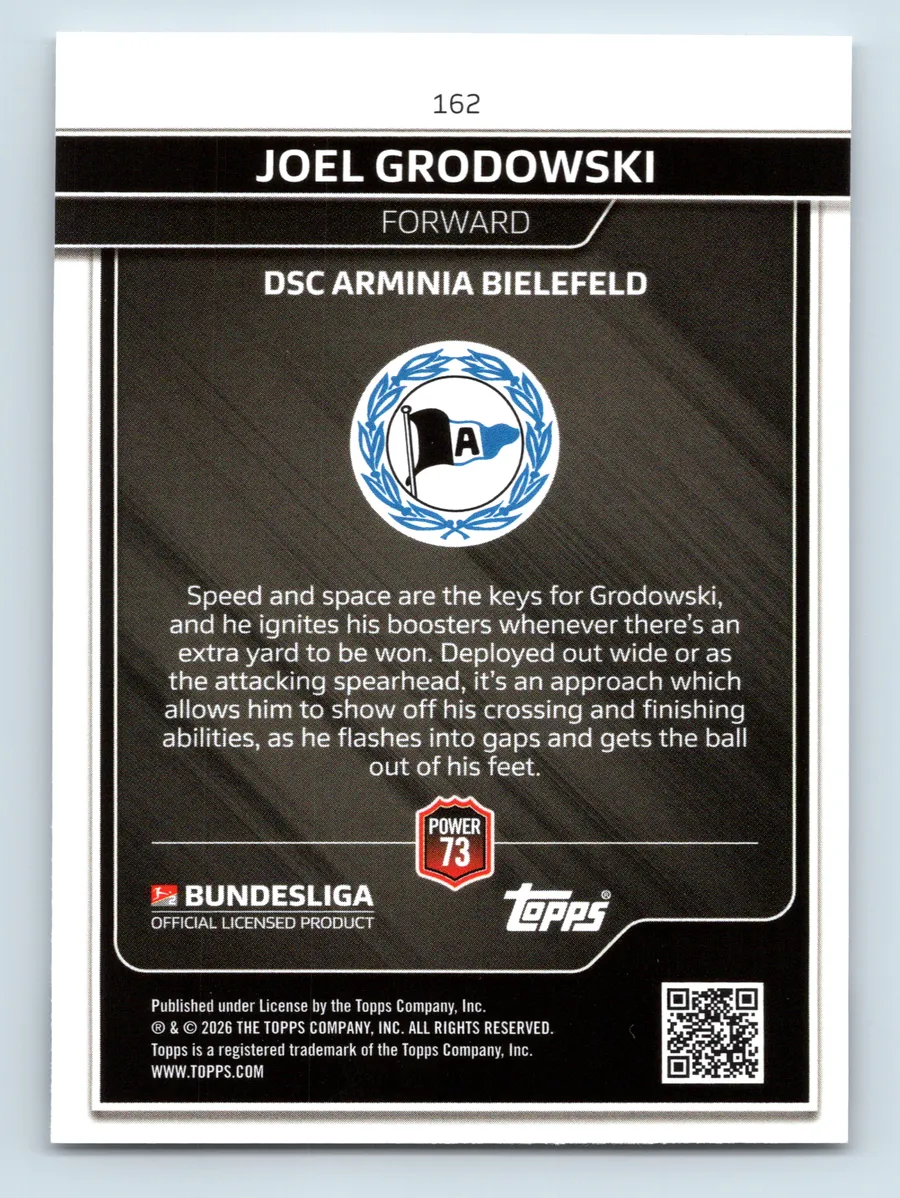 162
JOEL GRODOWSKI
FORWARD
DSC ARMINIA BIELEFELD
A
Speed and space are the keys for Grodowski,
and he ignites his boosters whenever there's an
extra yard to be won. Deployed out wide or as
the attacking spearhead, it's an approach which
allows him to show off his crossing and finishing
abilities, as he flashes into gaps and gets the ball
out of his feet.
POWER
73
2 BUNDESLIGA
OFFICIAL LICENSED PRODUCT
topps®
Published under License by the Topps Company, Inc.
® & © 2026 THE TOPPS COMPANY, INC. ALL RIGHTS RESERVED.
Topps is a registered trademark of the Topps Company, Inc.
WWW.TOPPS.COM